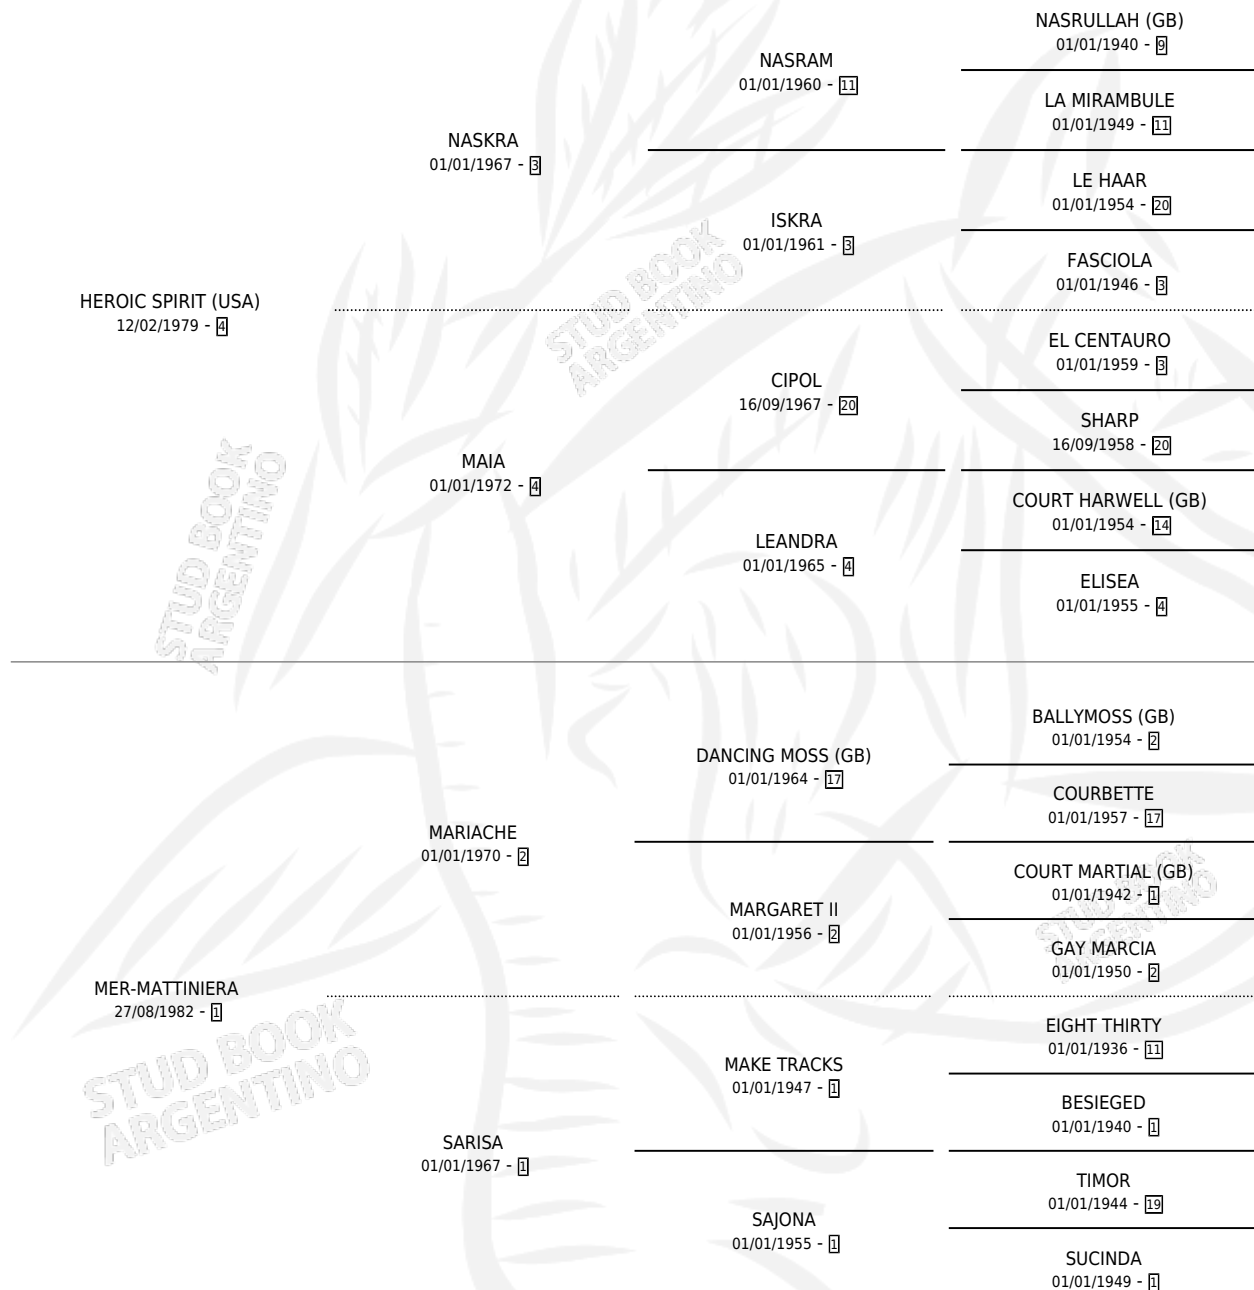 NASRULLAH (GB)
01/01/1940 - 9
NASRAM
01/01/1960 - 11
LA MIRAMBULE
01/01/1949 - 11
NASKRA
01/01/1967 - 3
LE HAAR
01/01/1954 - 20
ISKRA
01/01/1961 - 3
FASCIOLA
01/01/1946 - 3
HEROIC SPIRIT (USA)
12/02/1979 - 4
STUD BOOK
ARGENTINO
EL CENTAURO
01/01/1959 - 3
CIPOL
16/09/1967 - 20
SHARP
16/09/1958 - 20
MAIA
01/01/1972 - 4
COURT HARWELL (GB)
01/01/1954 - 14
LEANDRA
01/01/1965 - 4
ELISEA
01/01/1955 - 4
STUD BOOK
ARGENTINO
BALLYMOSS (GB)
01/01/1954 - 2
DANCING MOSS (GB)
01/01/1964 - 17
COURBETTE
01/01/1957 - 17
MARIACHE
01/01/1970 - 2
COURT MARTIAL (GB)
01/01/1942 - 1
STUD BOOK
ARGENTINO
MARGARET II
01/01/1956 - 2
GAY MARCIA
01/01/1950 - 2
MER-MATTINIERA
27/08/1982 - 1
STUD BOOK
ARGENTINO
EIGHT THIRTY
01/01/1936 - 11
MAKE TRACKS
01/01/1947 - 1
BESIEGED
01/01/1940 - 1
SARISA
01/01/1967 - 1
TIMOR
01/01/1944 - 19
SAJONA
01/01/1955 - 1
SUCINDA
01/01/1949 - 1